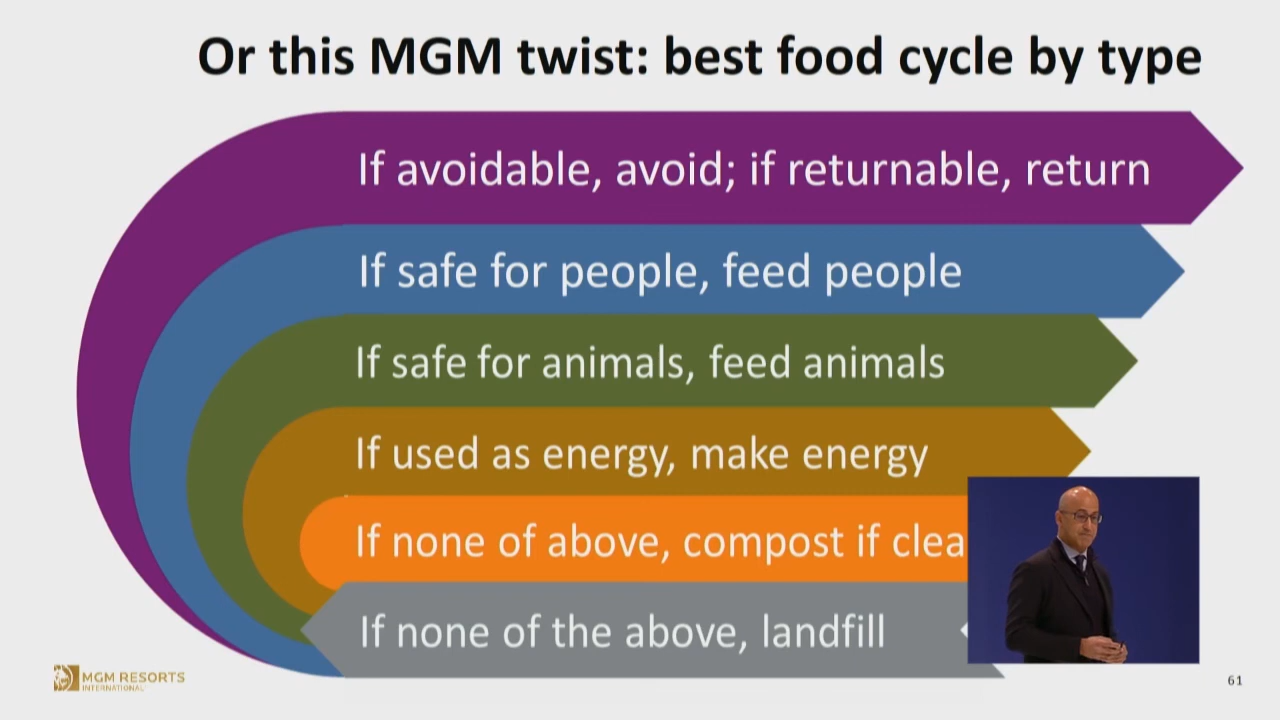 Or this MGM twist: best food cycle by type
If avoidable, avoid; if returnable, return
If safe for people, feed people
If safe for animals, feed animals
If used as energy, make energy
If none of above, compost if clea
If none of the above, landfill
MGM RESORTS
INTERNATIONAL
61